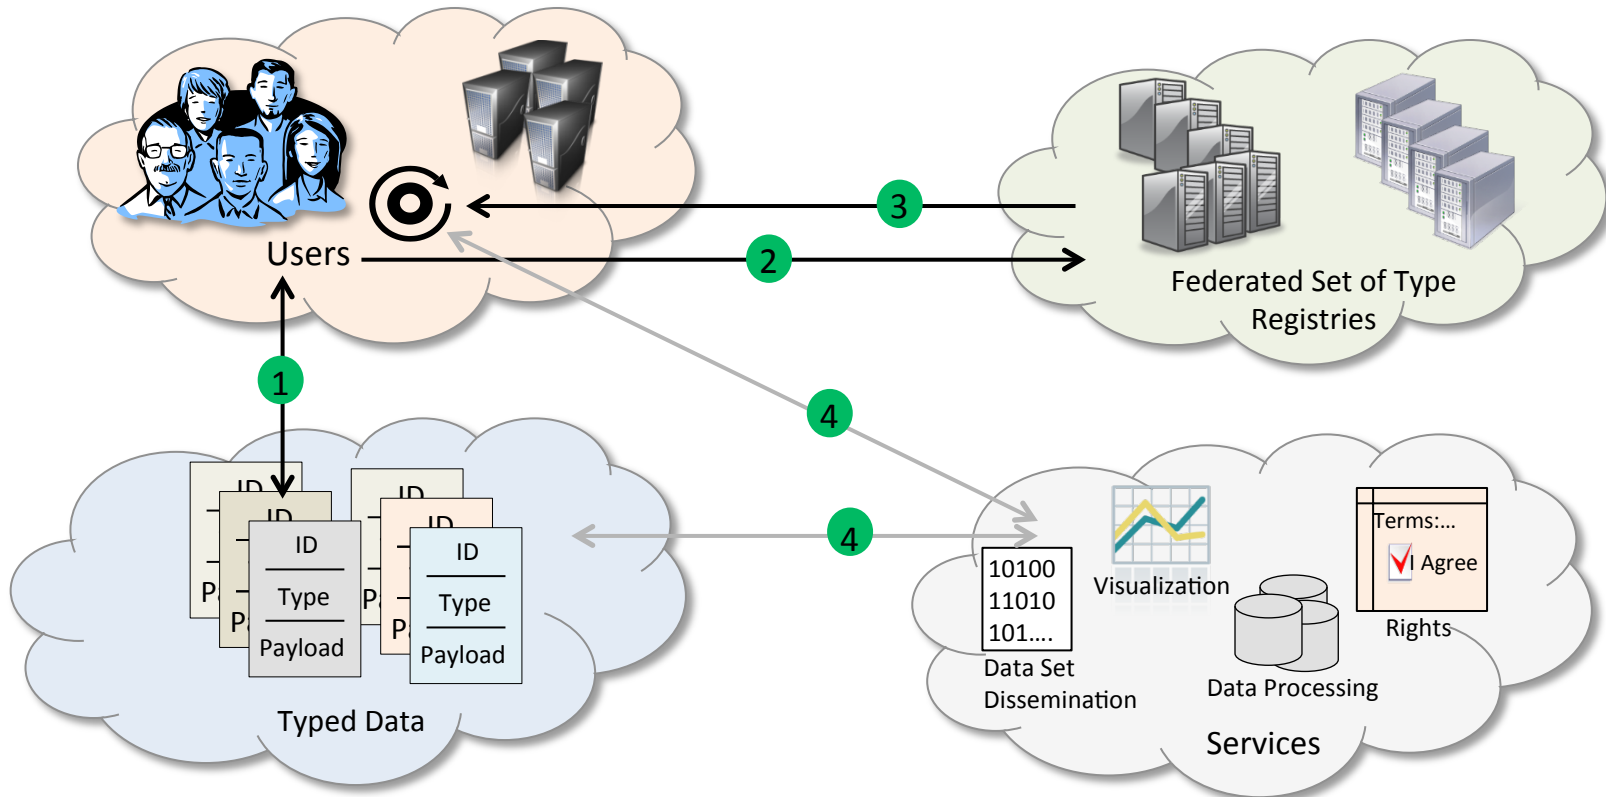 Users
3
2
Federated Set of Type
Registries
1
4
4
ID
ID
ID
ID
ID
ID
Type
Type
Payload
Payload
Typed Data
10100
11010
101....
Data Set
Dissemination
Visualization
Data Processing
Terms:...
I Agree
Rights
Services